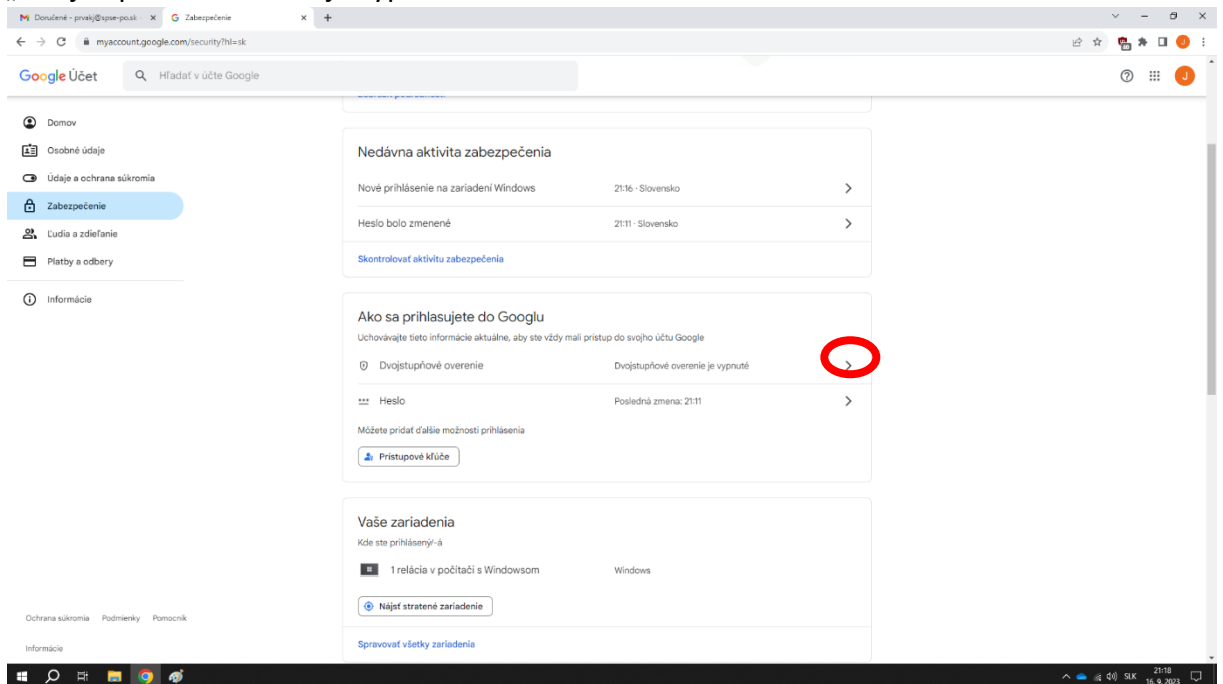 Doručené - prvakj@spse-po.sk
Zabezpečenie
myaccount.google.com/security?hl=sk
Google Účet
Hľadať v účte Google
J
Domov
Osobné údaje
Údaje a ochrana súkromia
Zabezpečenie
Ľudia a zdieľanie
Platby a odbery
Informácie
Nedávna aktivita zabezpečenia
Nové prihlásenie na zariadení Windows 21:16 · Slovensko
Heslo bolo zmenené 21:11 · Slovensko
Skontrolovať aktivitu zabezpečenia
Ako sa prihlasujete do Googlu
Uchovávajte tieto informácie aktuálne, aby ste vždy mali prístup do svojho účtu Google
Dvojstupňové overenie Dvojstupňové overenie je vypnuté
Heslo Posledná zmena: 21:11
Môžete pridať ďalšie možnosti prihlásenia
Prístupové kľúče
Vaše zariadenia
Kde ste prihlásený/-á
1 relácia v počítači s Windowsom Windows
Nájsť stratené zariadenie
Spravovať všetky zariadenia
Ochrana súkromia Podmienky Pomocník
Informácie
SLK
21:18
16. 9. 2023